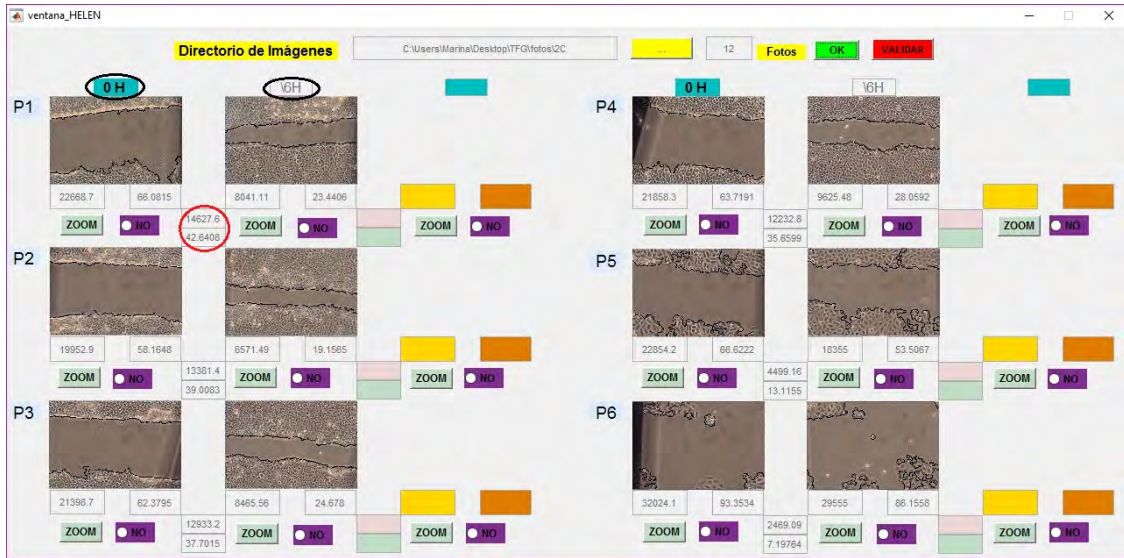 ventana_HELEN
Directorio de Imágenes C:\Users\Marina\Desktop\TFG\fotos\2C ... 12 Fotos OK VALIDAR
0 H \6H 0 H \6H
P1 P4
22668.7 66.0815 8041.11 23.4406 21858.3 63.7191 9625.48 28.0592
ZOOM NO 14627.6 ZOOM NO ZOOM NO ZOOM NO 12232.8 ZOOM NO ZOOM NO
42.6408 35.6599
P2 P5
19952.9 58.1648 6571.49 19.1565 22854.2 66.6222 18355 53.5067
ZOOM NO 13381.4 ZOOM NO ZOOM NO ZOOM NO 4499.16 ZOOM NO ZOOM NO
39.0083 13.1155
P3 P6
21398.7 62.3795 8465.56 24.678 32024.1 93.3534 29555 86.1558
ZOOM NO 12933.2 ZOOM NO ZOOM NO ZOOM NO 2469.09 ZOOM NO ZOOM NO
37.7015 7.19764